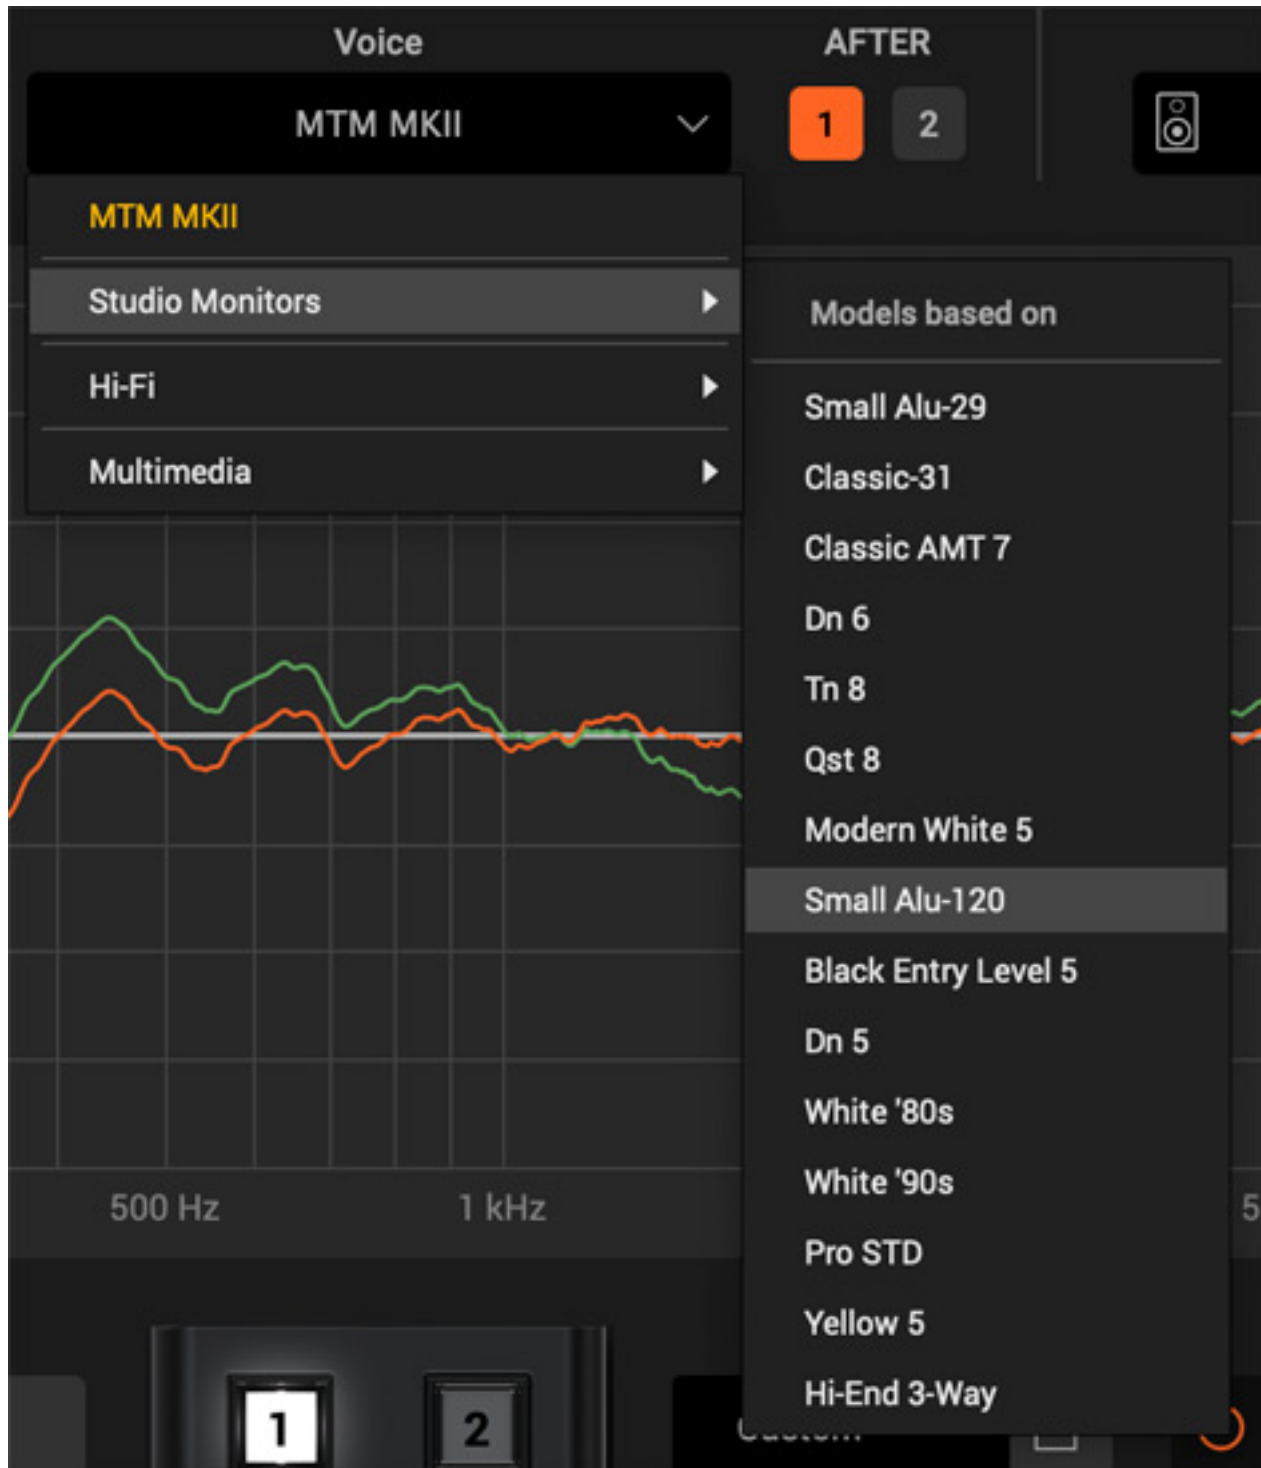 Voice
AFTER
MTM MKII
1
2
MTM MKII
Studio Monitors
Hi-Fi
Multimedia
Models based on
Small Alu-29
Classic-31
Classic AMT 7
Dn 6
Tn 8
Qst 8
Modern White 5
Small Alu-120
Black Entry Level 5
Dn 5
White '80s
White '90s
Pro STD
Yellow 5
Hi-End 3-Way
500 Hz
1 kHz
5
1
2
Custom